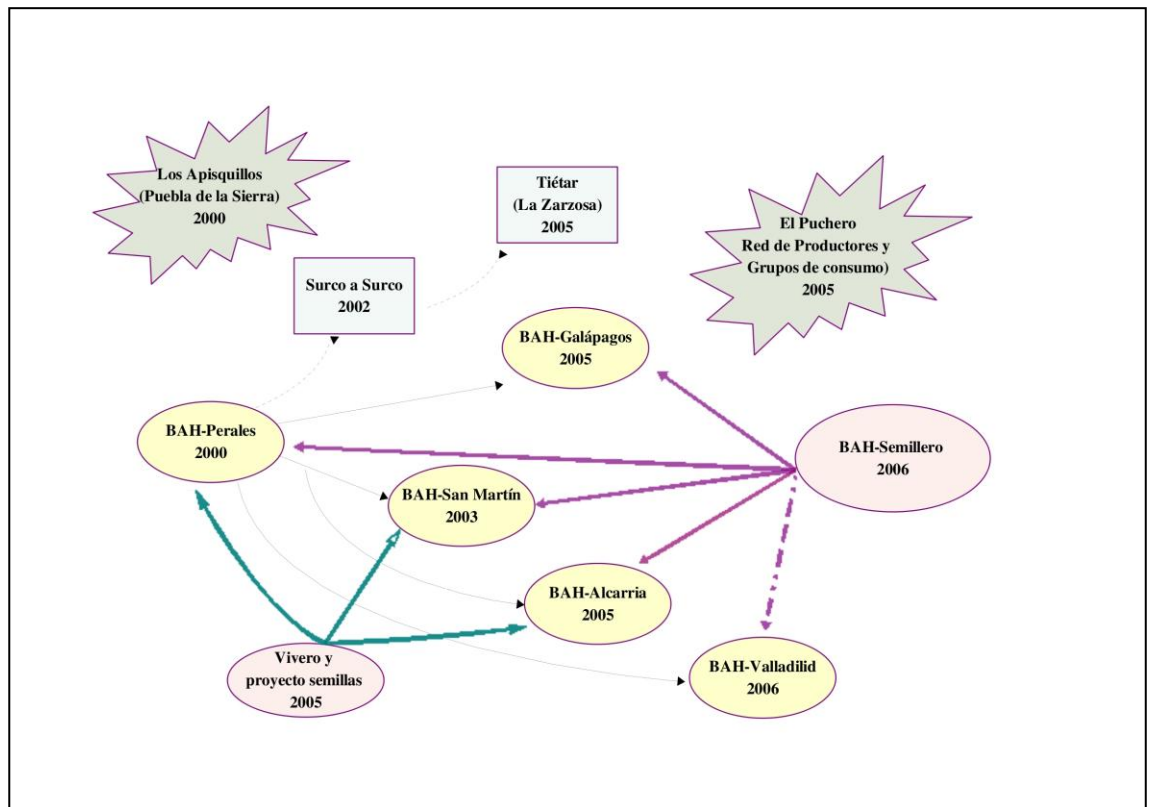 Los Apisquillos
(Puebla de la Sierra)
2000
Tiétar
(La Zarzosa)
2005
El Puchero
Red de Productores y
Grupos de consumo)
2005
Surco a Surco
2002
BAH-Galápagos
2005
BAH-Perales
2000
BAH-Semillero
2006
BAH-San Martín
2003
BAH-Alcarria
2005
Vivero y
proyecto semillas
2005
BAH-Valladilid
2006